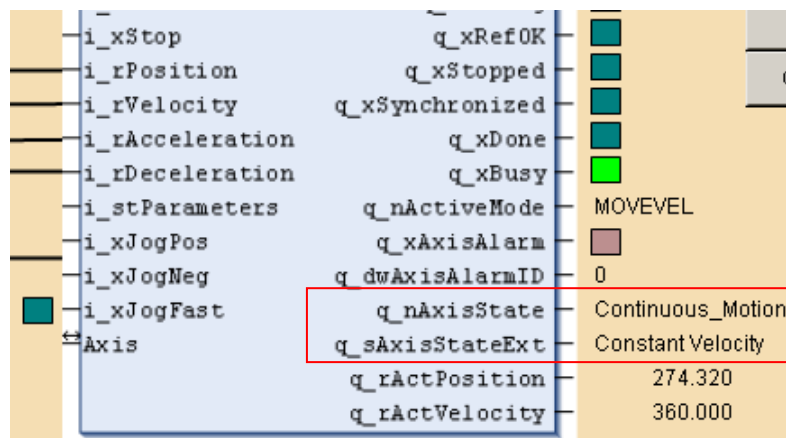 i_xStop q_xRefOK
i_rPosition q_xStopped
i_rVelocity q_xSynchronized
i_rAcceleration q_xDone
i_rDeceleration q_xBusy
i_stParameters q_nActiveMode MOVEVEL
i_xJogPos q_xAxisAlarm
i_xJogNeg q_dwAxisAlarmID 0
i_xJogFast q_nAxisState Continuous_Motion
Axis q_sAxisStateExt Constant Velocity
q_rActPosition 274.320
q_rActVelocity 360.000